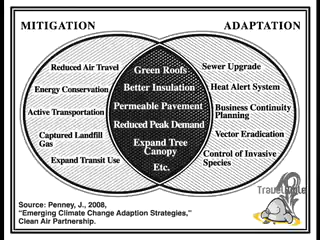 MITIGATION
ADAPTATION
Reduced Air Travel
Energy Conservation
Active Transportation
Captured Landfill
Gas
Expand Transit Use
Green Roofs
Better Insulation
Permeable Pavement
Reduced Peak Demand
Expand Tree
Canopy
Etc.
Sewer Upgrade
Heat Alert System
Business Continuity
Planning
Vector Eradication
Control of Invasive
Species
Source: Penney, J., 2008,
"Emerging Climate Change Adaption Strategies,"
Clean Air Partnership.